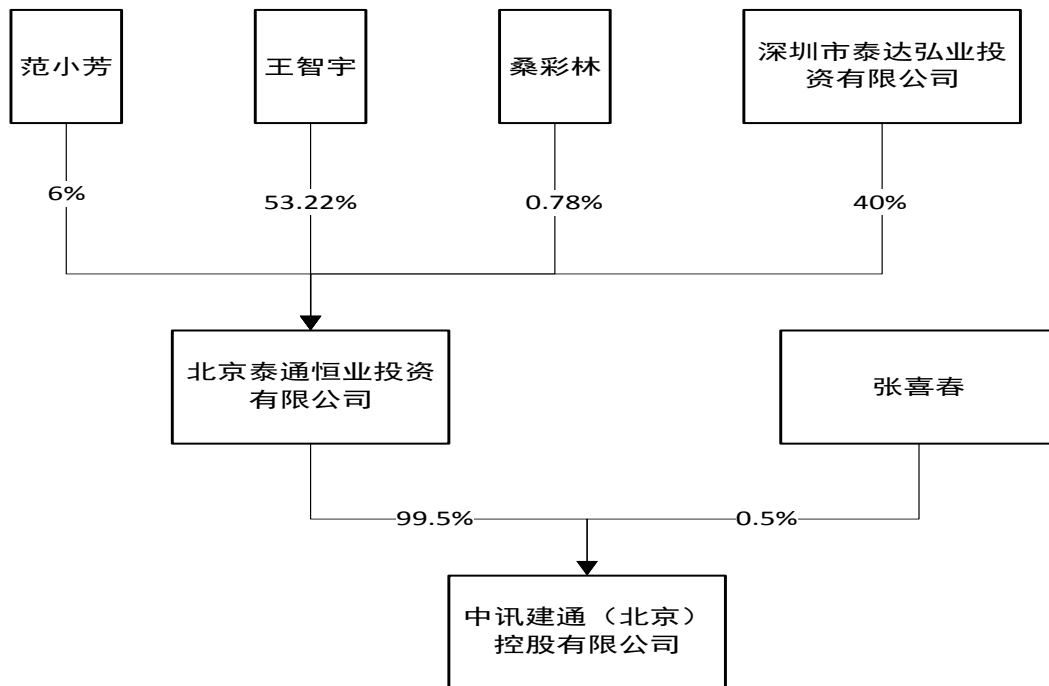 范小芳
王智宇
桑彩林
深圳市泰达弘业投
资有限公司
6%
53.22%
0.78%
40%
北京泰通恒业投资
有限公司
张喜春
99.5%
0.5%
中讯建通（北京）
控股有限公司